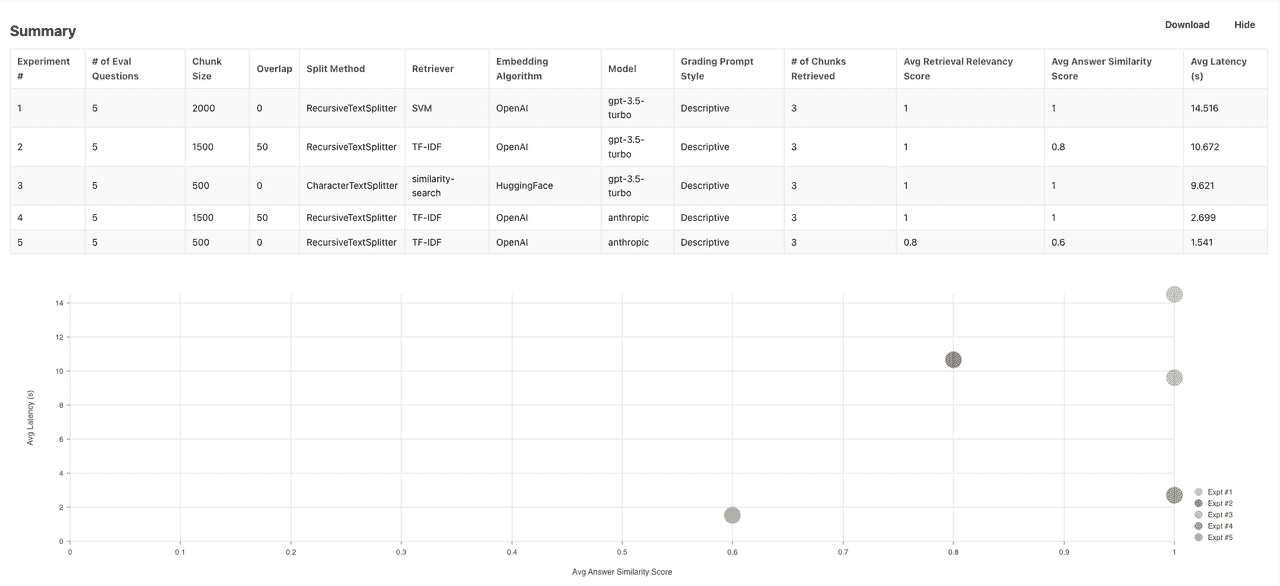 Summary
Download Hide
Experiment # # of Eval Questions Chunk Size Overlap Split Method Retriever Embedding Algorithm Model Grading Prompt Style # of Chunks Retrieved Avg Retrieval Relevancy Score Avg Answer Similarity Score Avg Latency (s)
1 5 2000 0 RecursiveTextSplitter SVM OpenAI gpt-3.5-turbo Descriptive 3 1 1 14.516
2 5 1500 50 RecursiveTextSplitter TF-IDF OpenAI gpt-3.5-turbo Descriptive 3 1 0.8 10.672
3 5 500 0 CharacterTextSplitter similarity-search HuggingFace gpt-3.5-turbo Descriptive 3 1 1 9.621
4 5 1500 50 RecursiveTextSplitter TF-IDF OpenAI anthropic Descriptive 3 1 1 2.699
5 5 500 0 RecursiveTextSplitter TF-IDF OpenAI anthropic Descriptive 3 0.8 0.6 1.541
Avg Latency (s)
14
12
10
8
6
4
2
0
0 0.1 0.2 0.3 0.4 0.5 0.6 0.7 0.8 0.9 1
Avg Answer Similarity Score
Expt #1
Expt #2
Expt #3
Expt #4
Expt #5